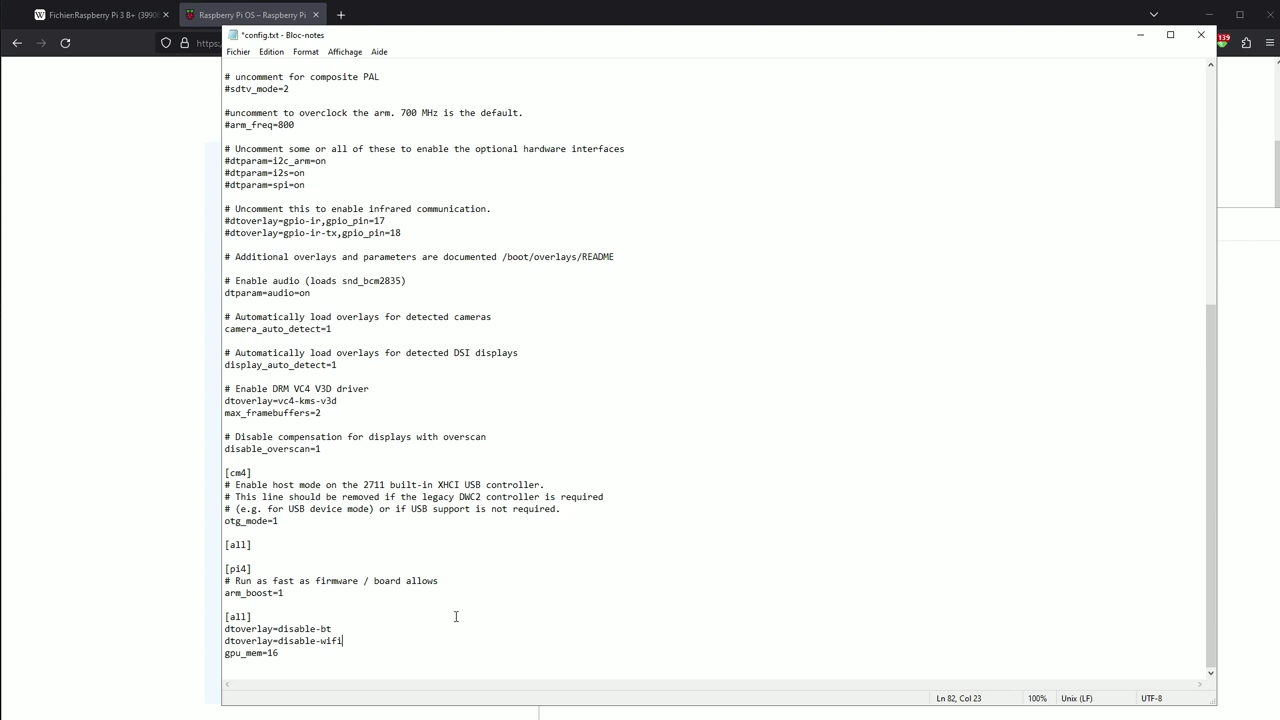 FichierRaspberry Pi 3 B+ (3990
Raspberry Pi OS – Raspberry Pi
https:
139
*config.txt - Bloc-notes
Fichier Edition Format Affichage Aide
# uncomment for composite PAL
#sdtv_mode=2
#uncomment to overclock the arm. 700 MHz is the default.
#arm_freq=800
# Uncomment some or all of these to enable the optional hardware interfaces
#dtparam=i2c_arm=on
#dtparam=i2s=on
#dtparam=spi=on
# Uncomment this to enable infrared communication.
#dtoverlay=gpio-ir,gpio_pin=17
#dtoverlay=gpio-ir-tx,gpio_pin=18
# Additional overlays and parameters are documented /boot/overlays/README
# Enable audio (loads snd_bcm2835)
dtparam=audio=on
# Automatically load overlays for detected cameras
camera_auto_detect=1
# Automatically load overlays for detected DSI displays
display_auto_detect=1
# Enable DRM VC4 V3D driver
dtoverlay=vc4-kms-v3d
max_framebuffers=2
# Disable compensation for displays with overscan
disable_overscan=1
[cm4]
# Enable host mode on the 2711 built-in XHCI USB controller.
# This line should be removed if the legacy DWC2 controller is required
# (e.g. for USB device mode) or if USB support is not required.
otg_mode=1
[all]
[pi4]
# Run as fast as firmware / board allows
arm_boost=1
[all]
dtoverlay=disable-bt
dtoverlay=disable-wifi
gpu_mem=16
Ln 82, Col 23 100% Unix (LF) UTF-8